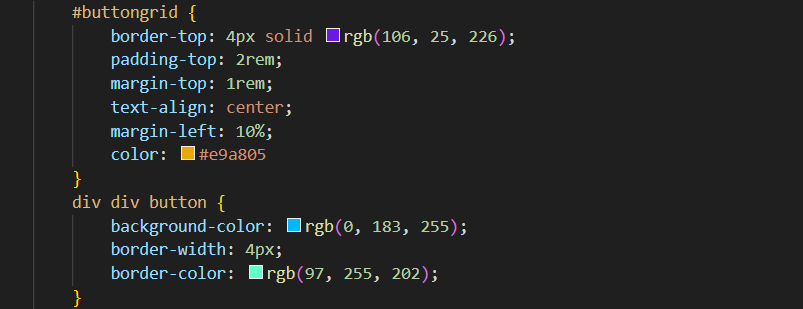 #buttongrid {
border-top: 4px solid rgb(106, 25, 226);
padding-top: 2rem;
margin-top: 1rem;
text-align: center;
margin-left: 10%;
color: #e9a805
}
div div button {
background-color: rgb(0, 183, 255);
border-width: 4px;
border-color: rgb(97, 255, 202);
}